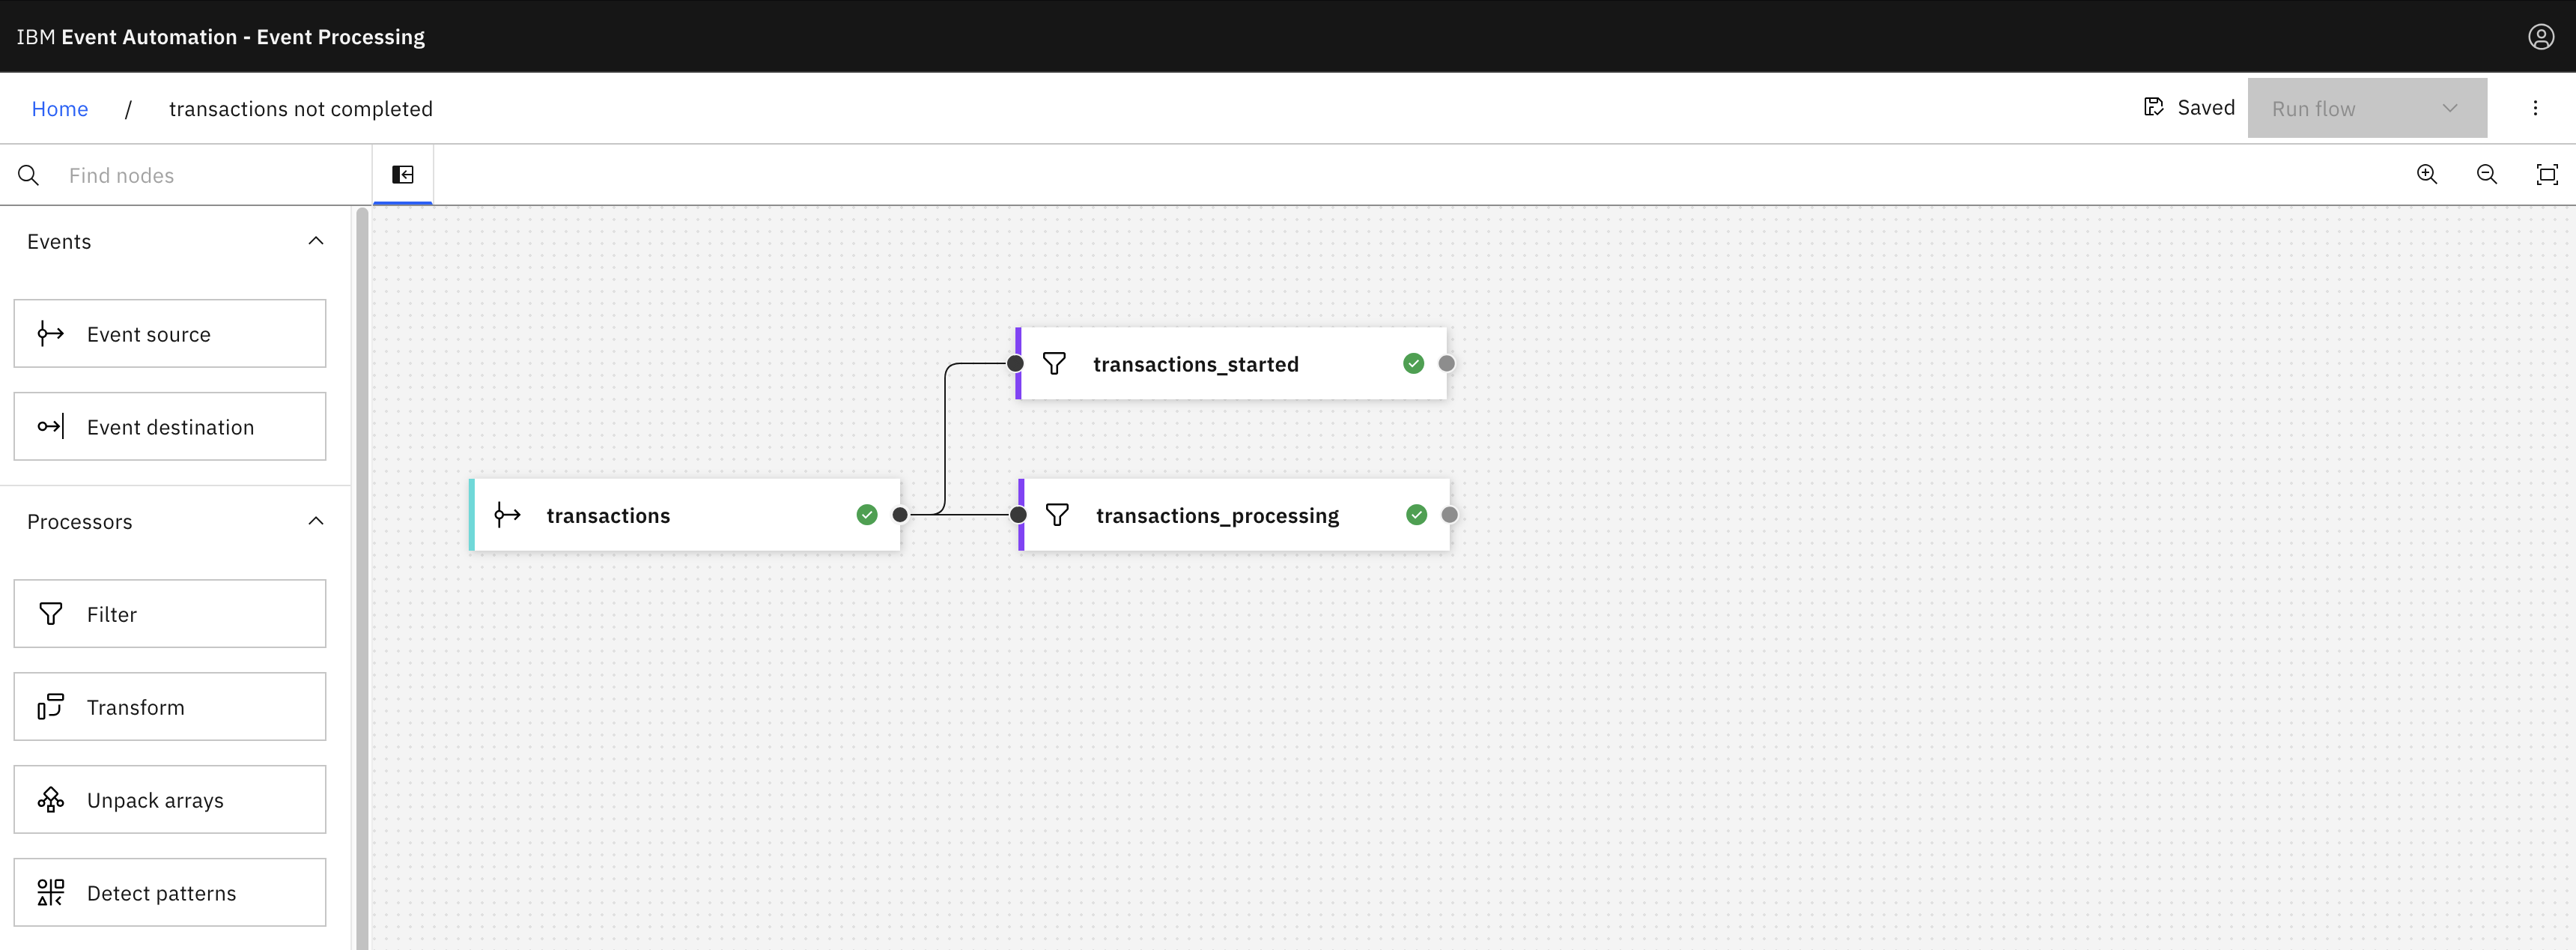 IBM Event Automation - Event Processing
Home / transactions not completed
Saved
Run flow
Find nodes
Events
Event source
Event destination
Processors
Filter
Transform
Unpack arrays
Detect patterns
transactions_started
transactions
transactions_processing